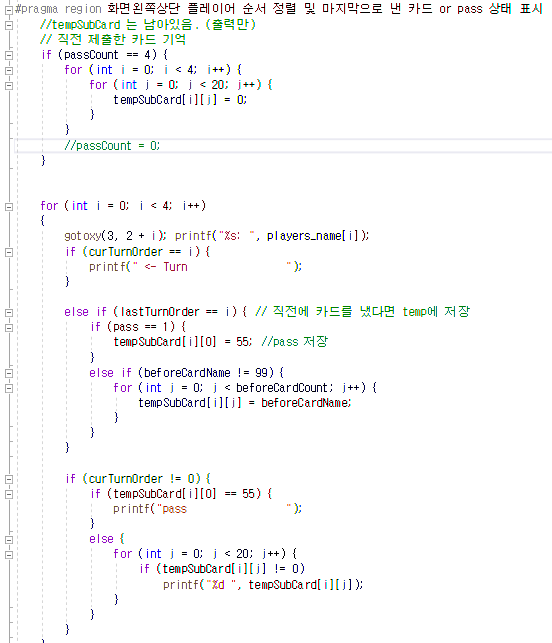 #pragma region 화면왼쪽상단 플레이어 순서 정렬 및 마지막으로 낸 카드 or pass 상태 표시
//tempSubCard 는 남아있음. (출력만)
// 직전 제출한 카드 기억
if (passCount == 4) {
for (int i = 0; i < 4; i++) {
for (int j = 0; j < 20; j++) {
tempSubCard[i][j] = 0;
}
}
//passCount = 0;
}
for (int i = 0; i < 4; i++)
{
gotoxy(3, 2 + i); printf("%s: ", players_name[i]);
if (curTurnOrder == i) {
printf(" <- Turn                ");
}
else if (lastTurnOrder == i) { // 직전에 카드를 냈다면 temp에 저장
if (pass == 1) {
tempSubCard[i][0] = 55; //pass 저장
}
else if (beforeCardName != 99) {
for (int j = 0; j < beforeCardCount; j++) {
tempSubCard[i][j] = beforeCardName;
}
}
}
if (curTurnOrder != 0) {
if (tempSubCard[i][0] == 55) {
printf("pass                ");
}
else {
for (int j = 0; j < 20; j++) {
if (tempSubCard[i][j] != 0)
printf("%d ", tempSubCard[i][j]);
}
}
}